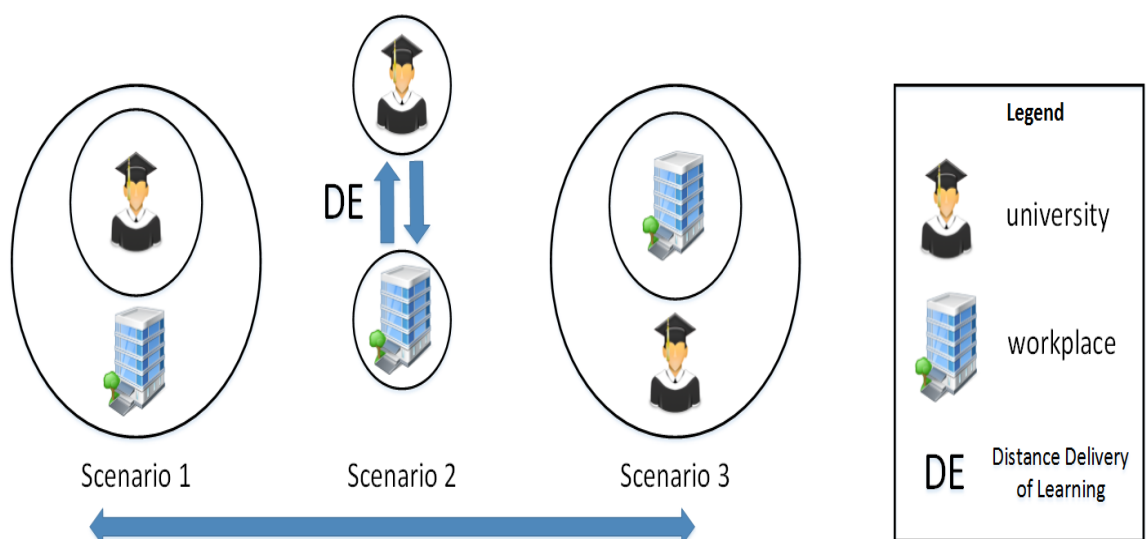 DE
Scenario 1
Scenario 2
Scenario 3
Legend
university
workplace
DE
Distance Delivery
of Learning